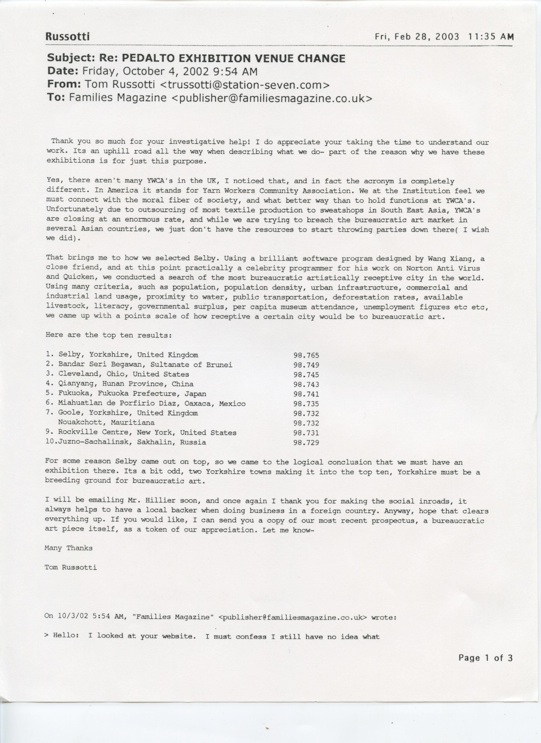 Russotti
Fri, Feb 28, 2003 11:35 AM
Subject: Re: PEDALTO EXHIBITION VENUE CHANGE
Date: Friday, October 4, 2002 9:54 AM
From: Tom Russotti <trussotti@station-seven.com>
To: Families Magazine <publisher@familiesmagazine.co.uk>
Thank you so much for your investigative help! I do appreciate your taking the time to understand our
work. Its an uphill road all the way when describing what we do- part of the reason why we have these
exhibitions is for just this purpose.
Yes, there aren't many YWCA's in the UK, I noticed that, and in fact the acronym is completely
different. In America it stands for Yarn Workers Community Association. We at the Institution feel we
must connect with the moral fiber of society, and what better way than to hold functions at YWCA's.
Unfortunately due to outsourcing of most textile production to sweatshops in South East Asia, YWCA's
are closing at an enormous rate, and while we are trying to breach the bureaucratic art market in
several Asian countries, we just don't have the resources to start throwing parties down there( I wish
we did).
That brings me to how we selected Selby. Using a brilliant software program designed by Wang Xiang, a
close friend, and at this point practically a celebrity programmer for his work on Norton Anti Virus
and Quicken, we conducted a search of the most bureaucratic artistically receptive city in the world.
Using many criteria, such as population, population density, urban infrastructure, commercial and
industrial land usage, proximity to water, public transportation, deforestation rates, available
livestock, literacy, governmental surplus, per capita museum attendance, unemployment figures etc etc,
we came up with a points scale of how receptive a certain city would be to bureaucratic art.
Here are the top ten results:
1. Selby, Yorkshire, United Kingdom 98.765
2. Bandar Seri Begawan, Sultanate of Brunei 98.749
3. Cleveland, Ohio, United States 98.745
4. Qianyang, Hunan Province, China 98.743
5. Fukuoka, Fukuoka Prefecture, Japan 98.741
6. Miahuatlan de Porfirio Diaz, Oaxaca, Mexico 98.735
7. Goole, Yorkshire, United Kingdom 98.732
Nouakchott, Mauritiana 98.732
9. Rockville Centre, New York, United States 98.731
10.Juzno-Sachalinsk, Sakhalin, Russia 98.729
For some reason Selby came out on top, so we came to the logical conclusion that we must have an
exhibition there. Its a bit odd, two Yorkshire towns making it into the top ten, Yorkshire must be a
breeding ground for bureaucratic art.
I will be emailing Mr. Hillier soon, and once again I thank you for making the social inroads, it
always helps to have a local backer when doing business in a foreign country. Anyway, hope that clears
everything up. If you would like, I can send you a copy of our most recent prospectus, a bureaucratic
art piece itself, as a token of our appreciation. Let me know-
Many Thanks
Tom Russotti
On 10/3/02 5:54 AM, "Families Magazine" <publisher@familiesmagazine.co.uk> wrote:
> Hello: I looked at your website. I must confess I still have no idea what
Page 1 of 3